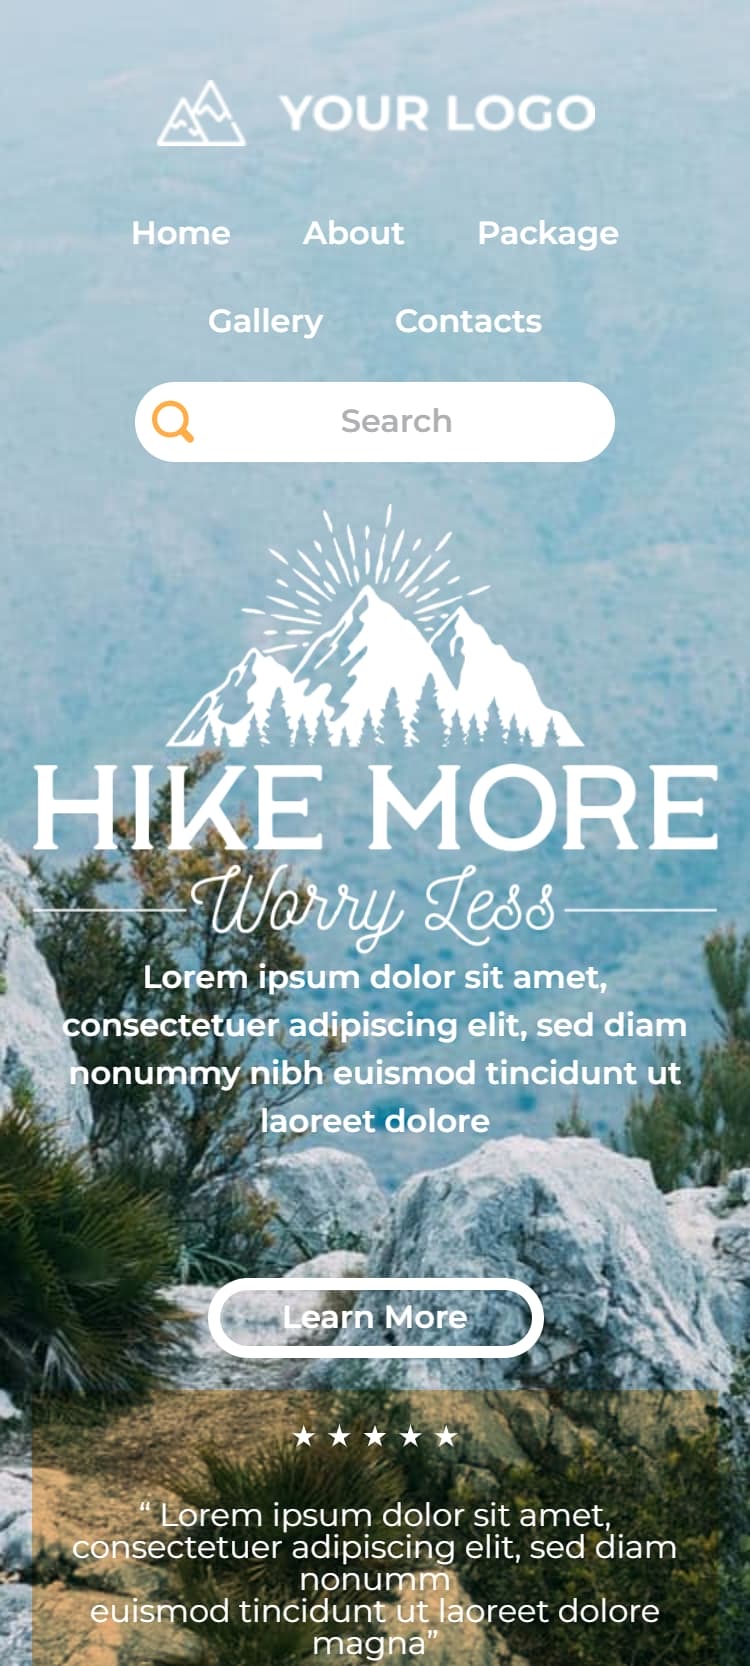 YOUR LOGO
Home About Package
Gallery Contacts
Search
HIKE MORE
Worry Less
Lorem ipsum dolor sit amet,
consectetuer adipiscing elit, sed diam
nonummy nibh euismod tincidunt ut
laoreet dolore
Learn More
★ ★ ★ ★ ★
“ Lorem ipsum dolor sit amet,
consectetuer adipiscing elit, sed diam
nonumm
euismod tincidunt ut laoreet dolore
magna”